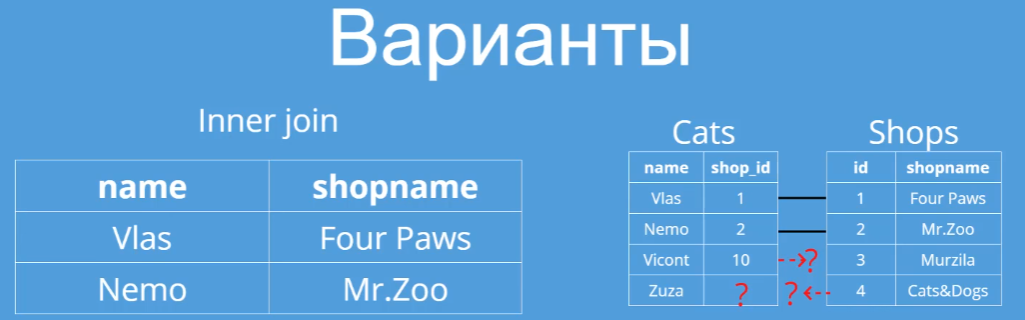 Варианты
Inner join
name shopname
Vlas Four Paws
Nemo Mr.Zoo
Cats
name shop_id
Vlas 1
Nemo 2
Vicont 10 ?
Zuza ? ?
Shops
id shopname
1 Four Paws
2 Mr.Zoo
3 Murzila
4 Cats&Dogs